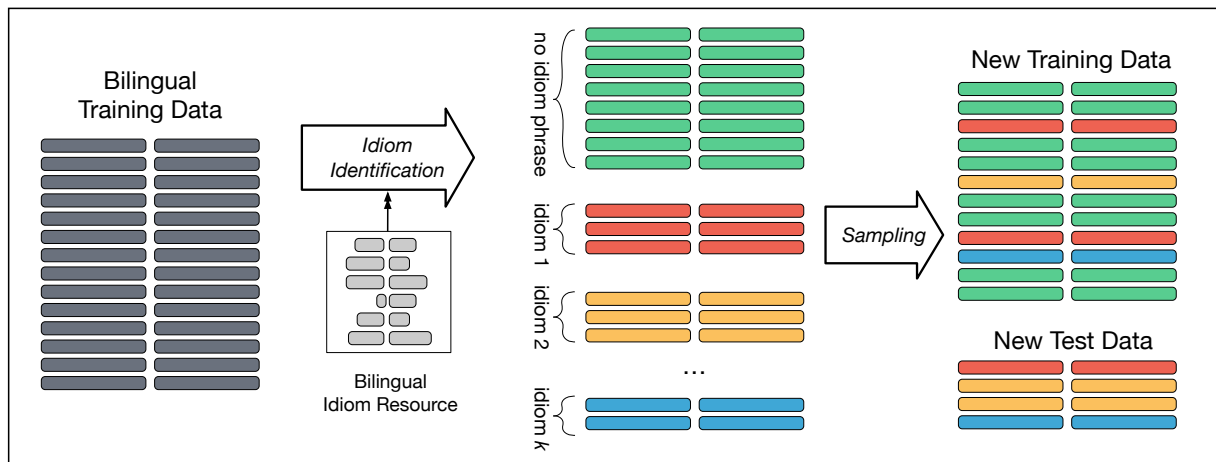 Bilingual
Training Data
Idiom
Identification
Bilingual
Idiom Resource
no idiom phrase
idiom 1
idiom 2
...
idiom k
Sampling
New Training Data
New Test Data